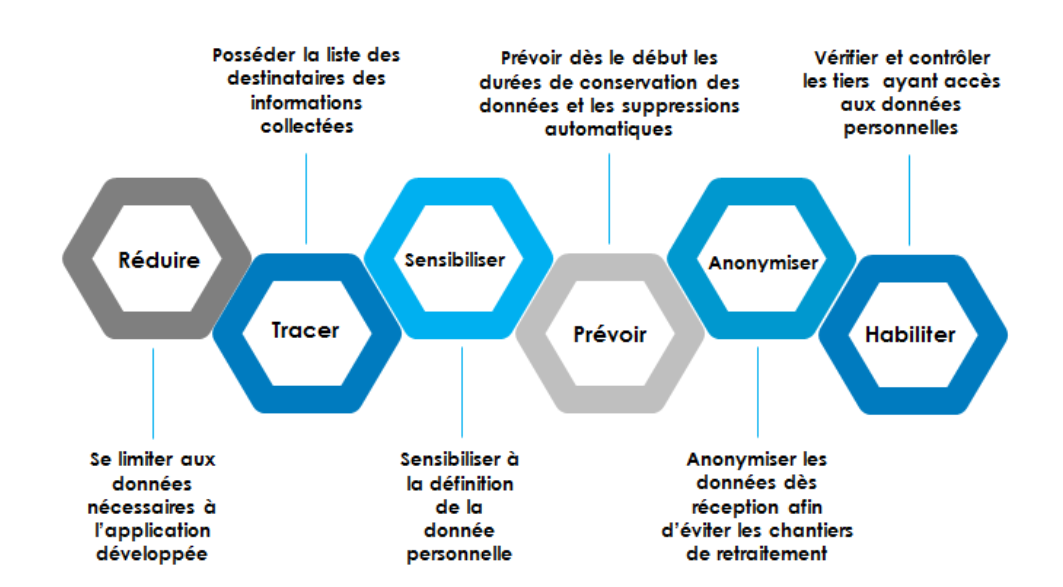 Posséder la liste des
destinataires des
informations
collectées
Prévoir dès le début les
durées de conservation des
données et les suppressions
automatiques
Vérifier et contrôler
les tiers ayant accès
aux données
personnelles
Réduire
Tracer
Sensibiliser
Prévoir
Anonymiser
Habiliter
Se limiter aux
données
nécessaires à
l'application
développée
Sensibiliser à
la définition
de la
donnée
personnelle
Anonymiser les
données dès
réception afin
d'éviter les chantiers
de retraitement